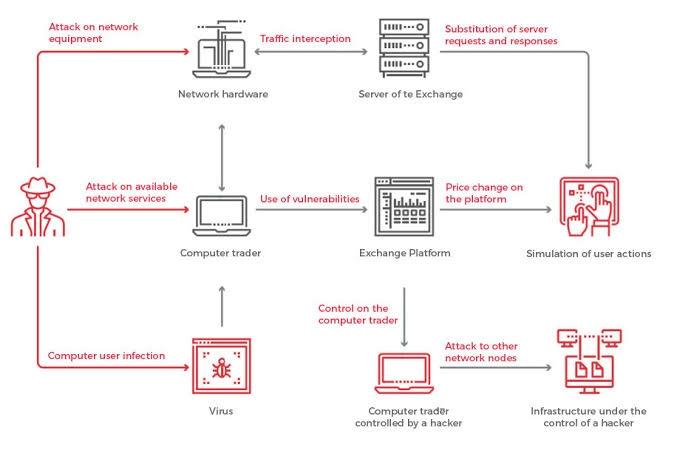 Attack on network
equipment
Traffic interception
Substitution of server
requests and responses
Network hardware
Server of te Exchange
Attack on available
network services
Use of vulnerabilities
Price change on
the platform
Computer trader
Exchange Platform
Simulation of user actions
Control on the
computer trader
Computer user infection
Attack to other
network nodes
Virus
Computer trader
controlled by a hacker
Infrastructure under the
control of a hacker